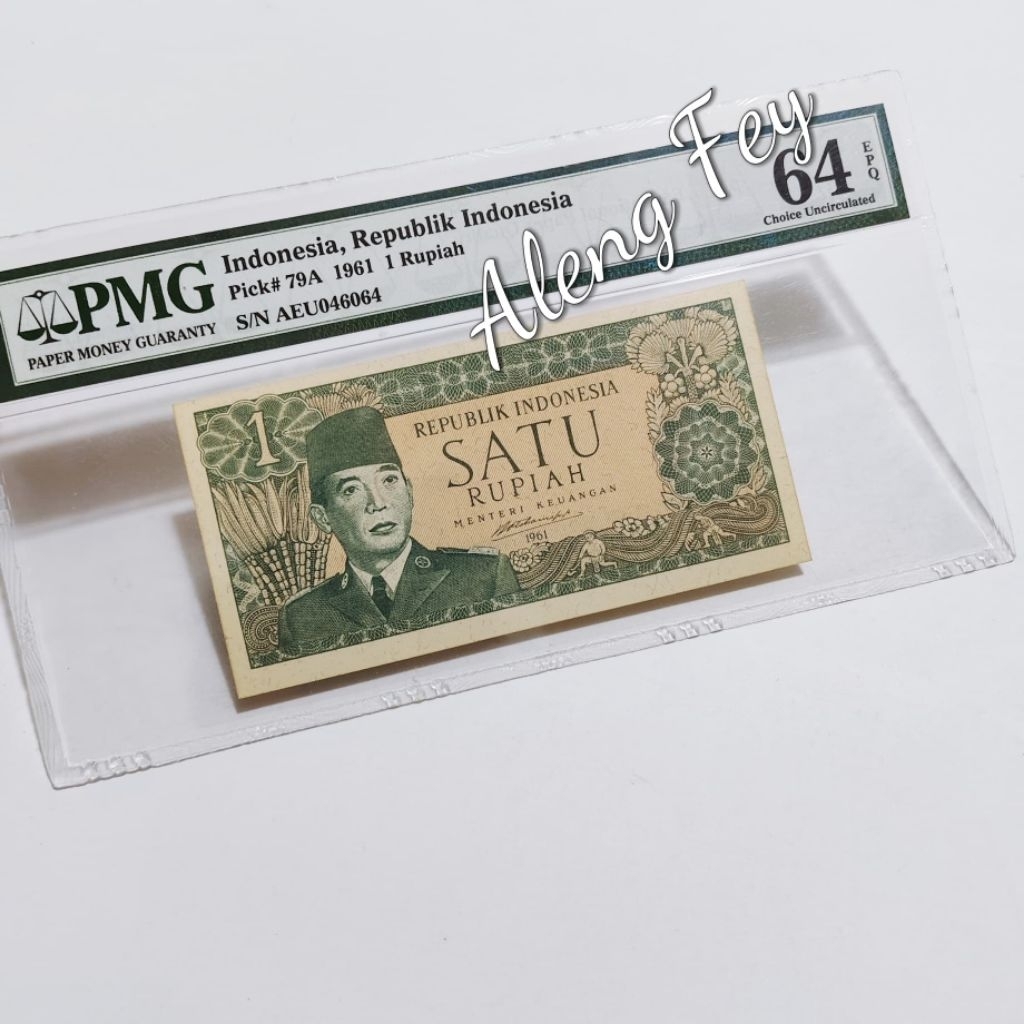 Aleng Fey
PMG
PAPER MONEY GUARANTY
Indonesia, Republik Indonesia
Pick# 79A 1961 1 Rupiah
S/N AEU046064
64
EPQ
Choice Uncirculated
1
REPUBLIK INDONESIA
SATU
RUPIAH
MENTERI KEUANGAN
1961